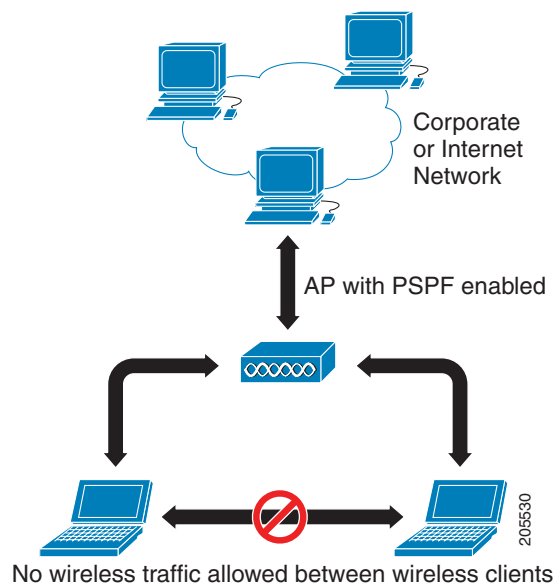 Corporate
or Internet
Network
AP with PSPF enabled
205530
No wireless traffic allowed between wireless clients